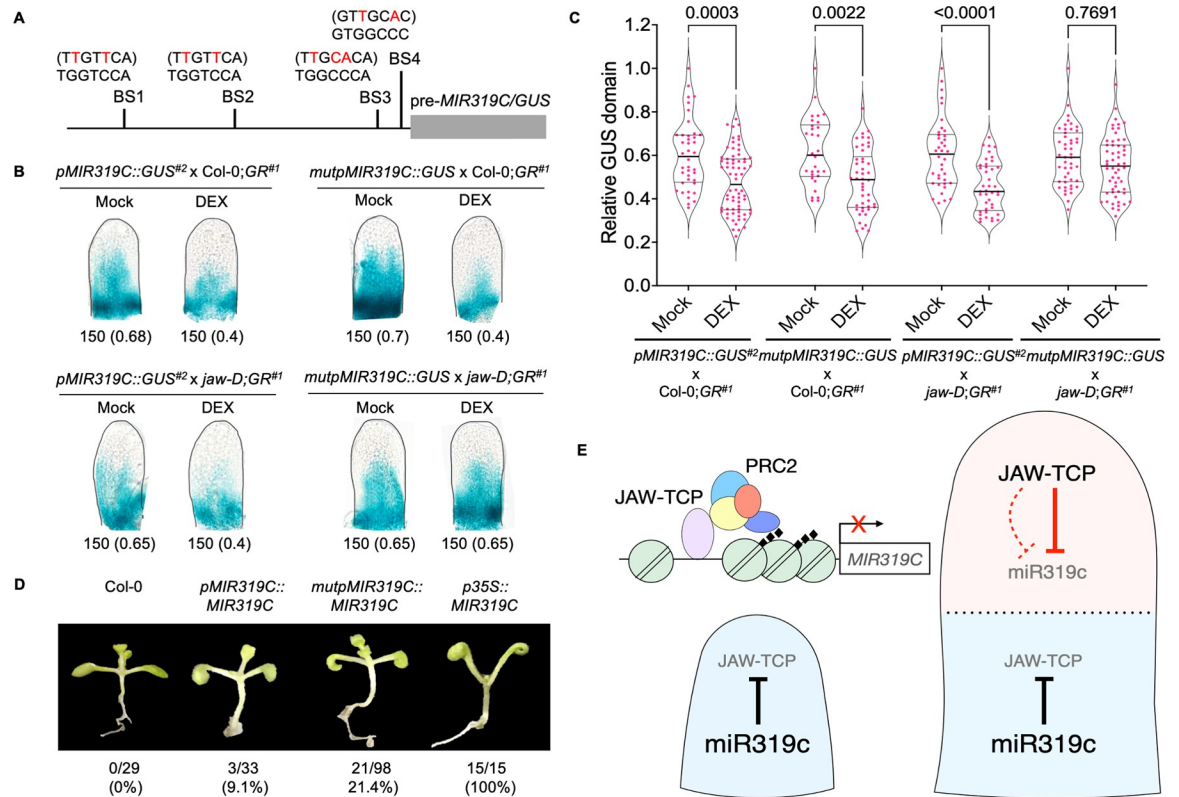 A
(GTTGCAC)
GTGGCCC
(TTGTTCA) (TTGTTCA) (TTGCACA) BS4
TGGTCCA TGGTCCA TGGCCCA
BS1 BS2 BS3 pre-MIR319C/GUS
B
pMIR319C::GUS#2 x Col-0;GR#1 mutpMIR319C::GUS x Col-0;GR#1
Mock DEX Mock DEX
150 (0.68) 150 (0.4) 150 (0.7) 150 (0.4)
pMIR319C::GUS#2 x jaw-D;GR#1 mutpMIR319C::GUS x jaw-D;GR#1
Mock DEX Mock DEX
150 (0.65) 150 (0.4) 150 (0.65) 150 (0.65)
C
0.0003 0.0022 <0.0001 0.7691
1.2
1.0
0.8
0.6
0.4
0.2
0.0
Relative GUS domain
Mock DEX Mock DEX Mock DEX Mock DEX
pMIR319C::GUS#2 mutpMIR319C::GUS pMIR319C::GUS#2 mutpMIR319C::GUS
x x x x
Col-0;GR#1 Col-0;GR#1 jaw-D;GR#1 jaw-D;GR#1
D
Col-0 pMIR319C:: mutpMIR319C:: p35S::
MIR319C MIR319C MIR319C
0/29 3/33 21/98 15/15
(0%) (9.1%) 21.4%) (100%)
E
PRC2
JAW-TCP
X
MIR319C
JAW-TCP
miR319c
JAW-TCP
miR319c
JAW-TCP
miR319c